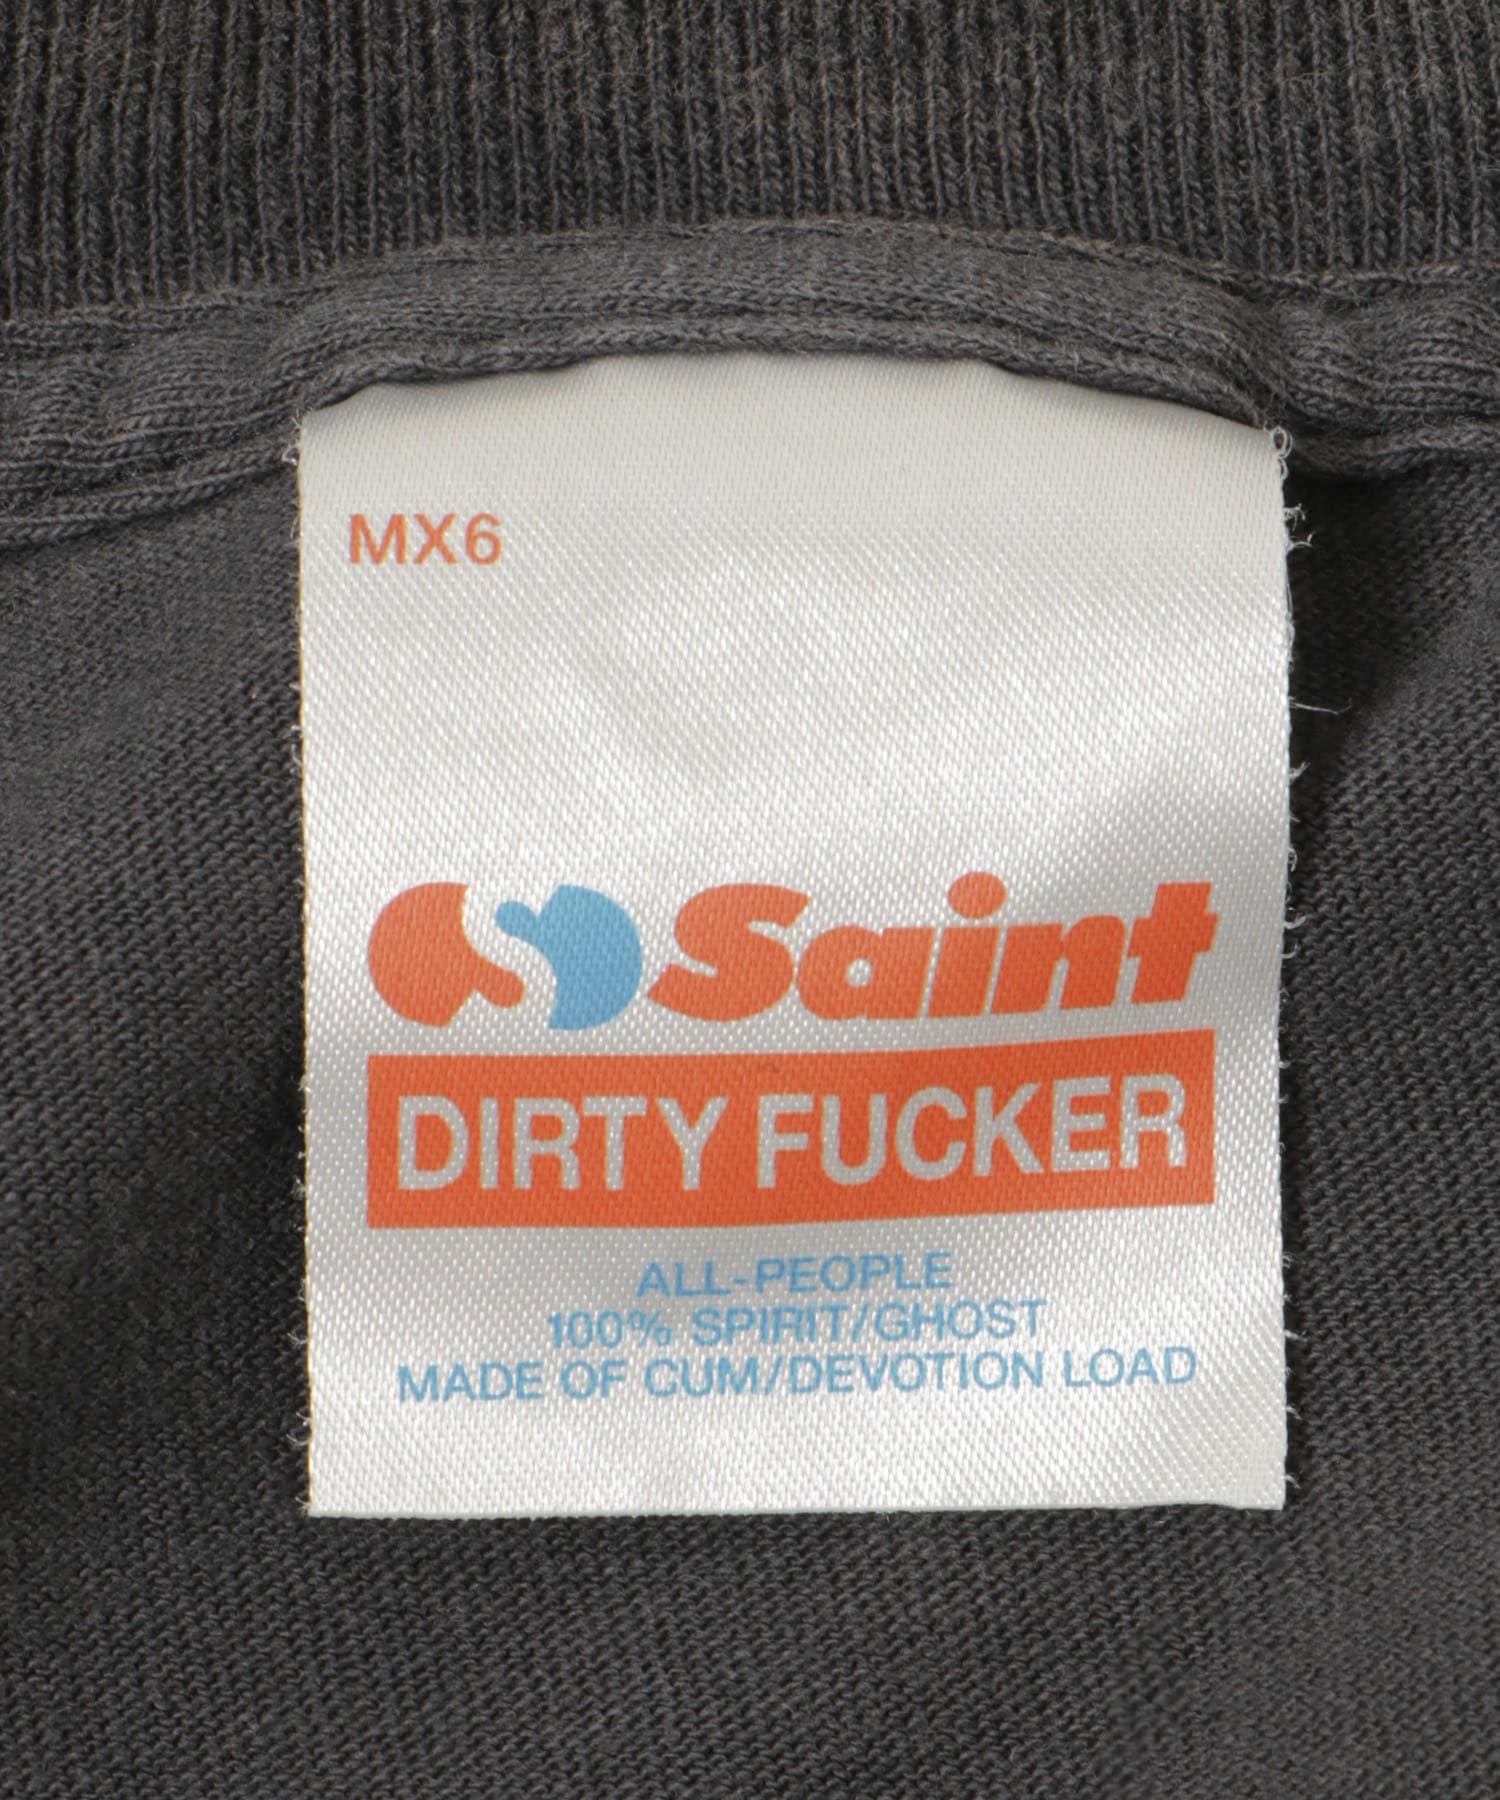 MX6
Saint
DIRTY FUCKER
ALL-PEOPLE
100% SPIRIT/GHOST
MADE OF CUM/DEVOTION LOAD